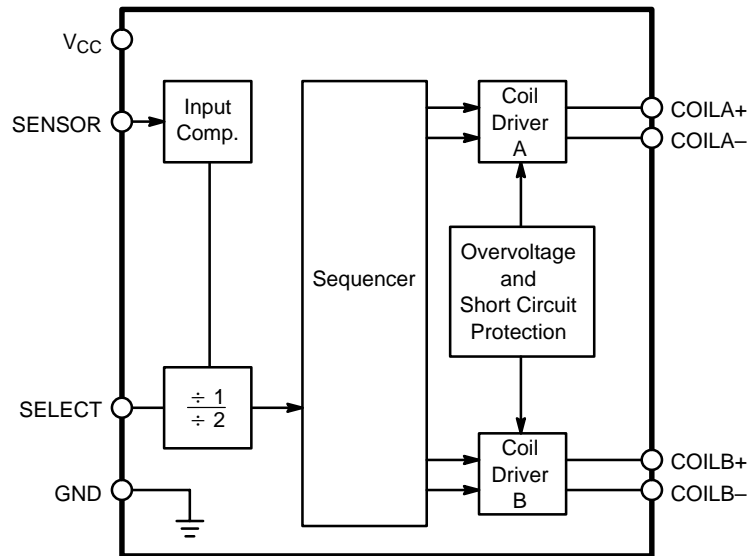 VCC
SENSOR
Input
Comp.
Sequencer
Coil
Driver
A
COILA+
COILA–
Overvoltage
and
Short Circuit
Protection
SELECT
÷ 1
÷ 2
Coil
Driver
B
COILB+
COILB–
GND